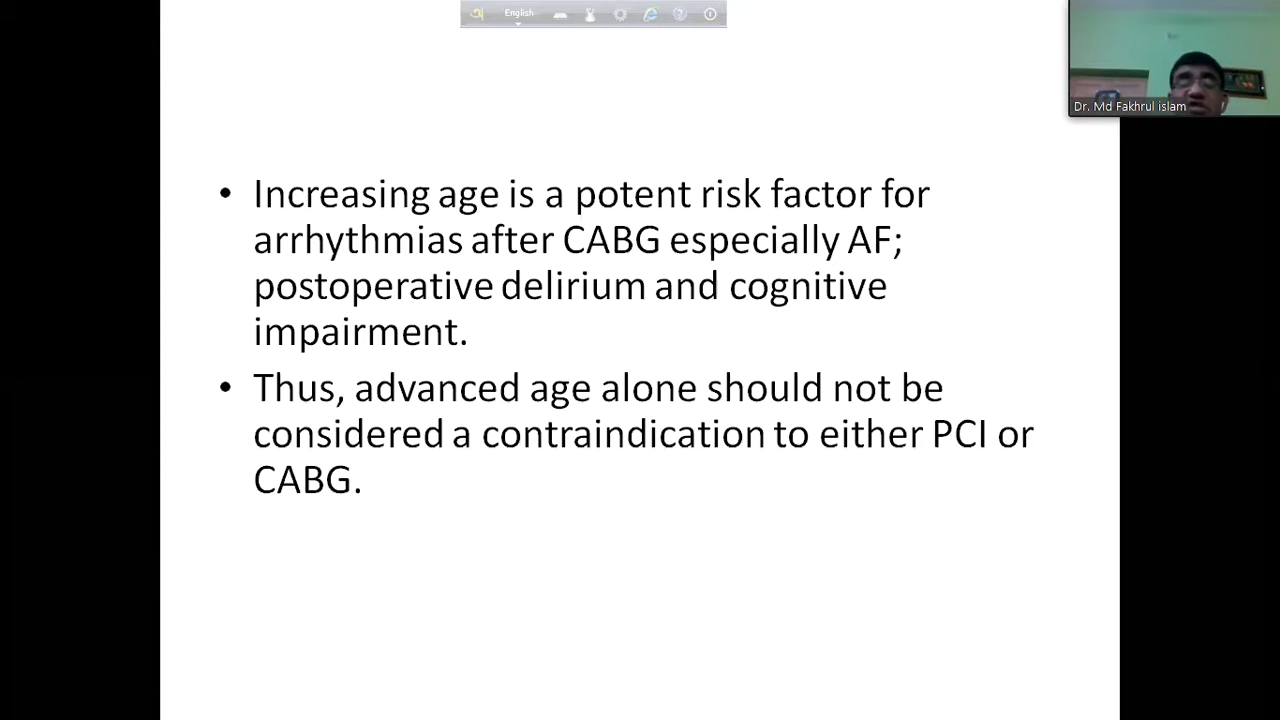 অ English
Dr. Md Fakhrul islam
• Increasing age is a potent risk factor for
arrhythmias after CABG especially AF;
postoperative delirium and cognitive
impairment.
• Thus, advanced age alone should not be
considered a contraindication to either PCI or
CABG.